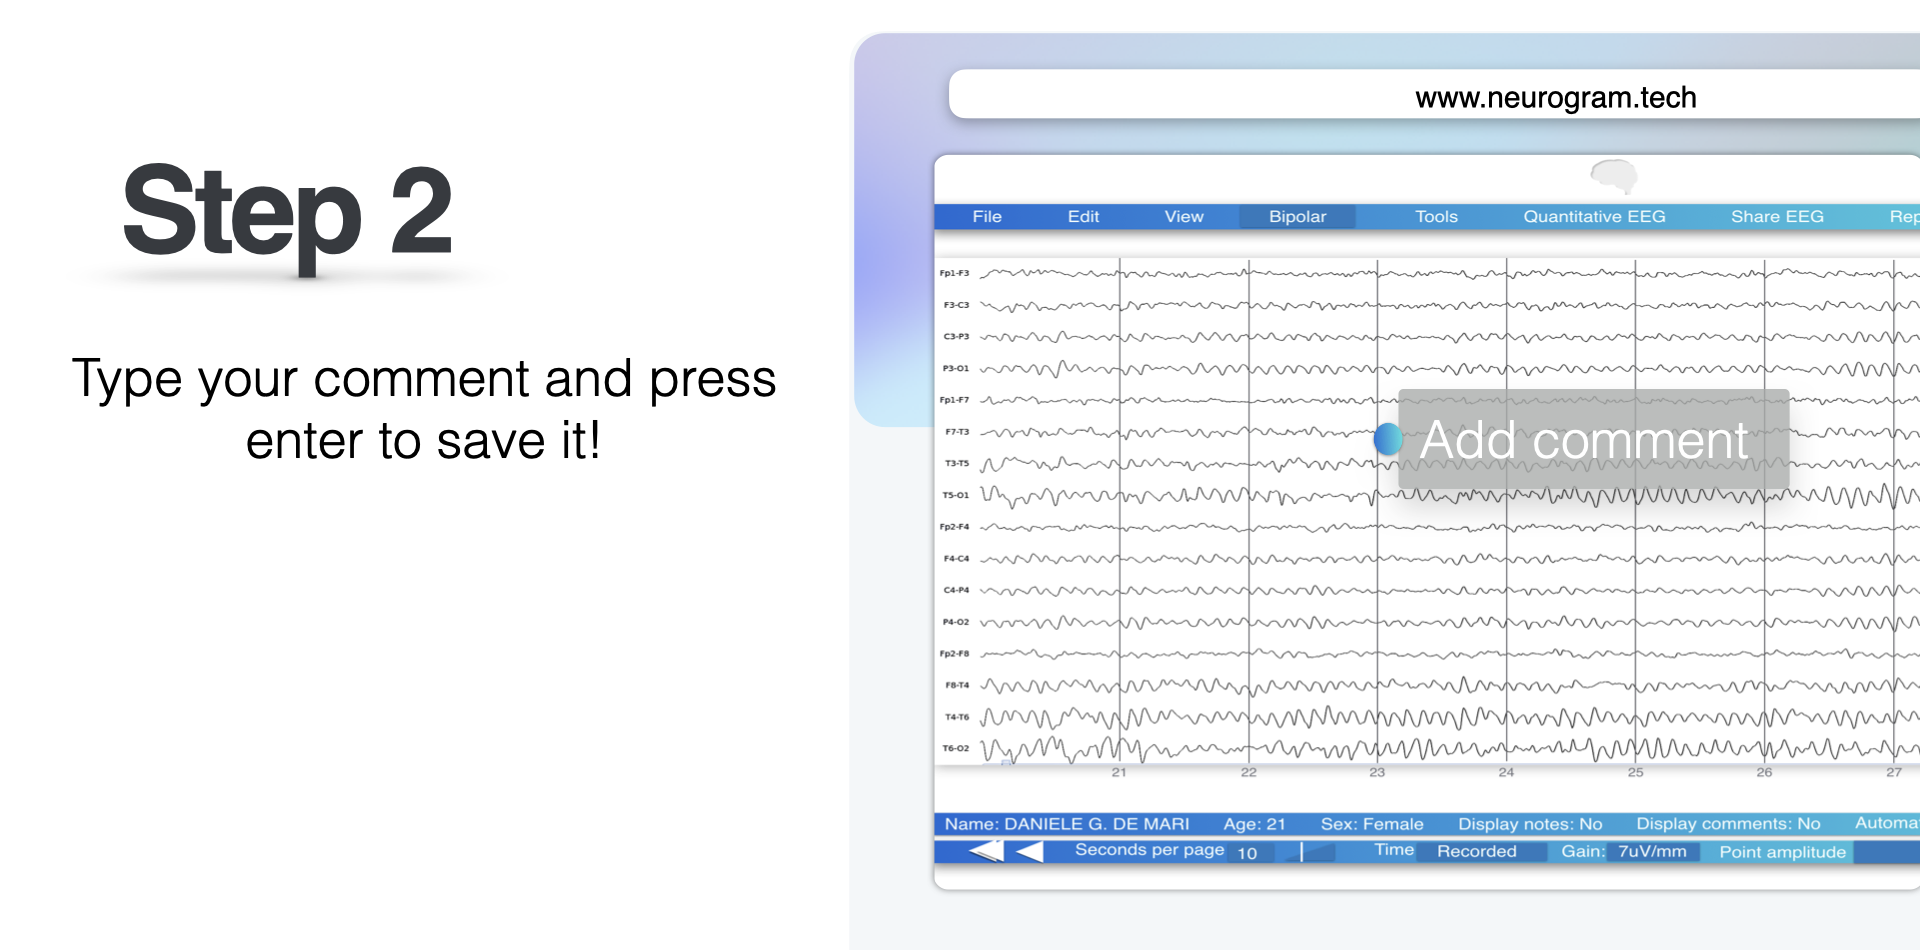 Step 2
Type your comment and press
enter to save it!
www.neurogram.tech
File Edit View Bipolar Tools Quantitative EEG Share EEG Rep
Fp1-F3
F3-C3
C3-P3
P3-O1
Fp1-F7
F7-T3
Add comment
T3-T5
T5-O1
Fp2-F4
F4-C4
C4-P4
P4-O2
Fp2-F8
F8-T4
T4-T6
T6-O2
21 22 23 24 25 26 27
Name: DANIELE G. DE MARI Age: 21 Sex: Female Display notes: No Display comments: No Automa
Seconds per page 10 Time Recorded Gain: 7uV/mm Point amplitude